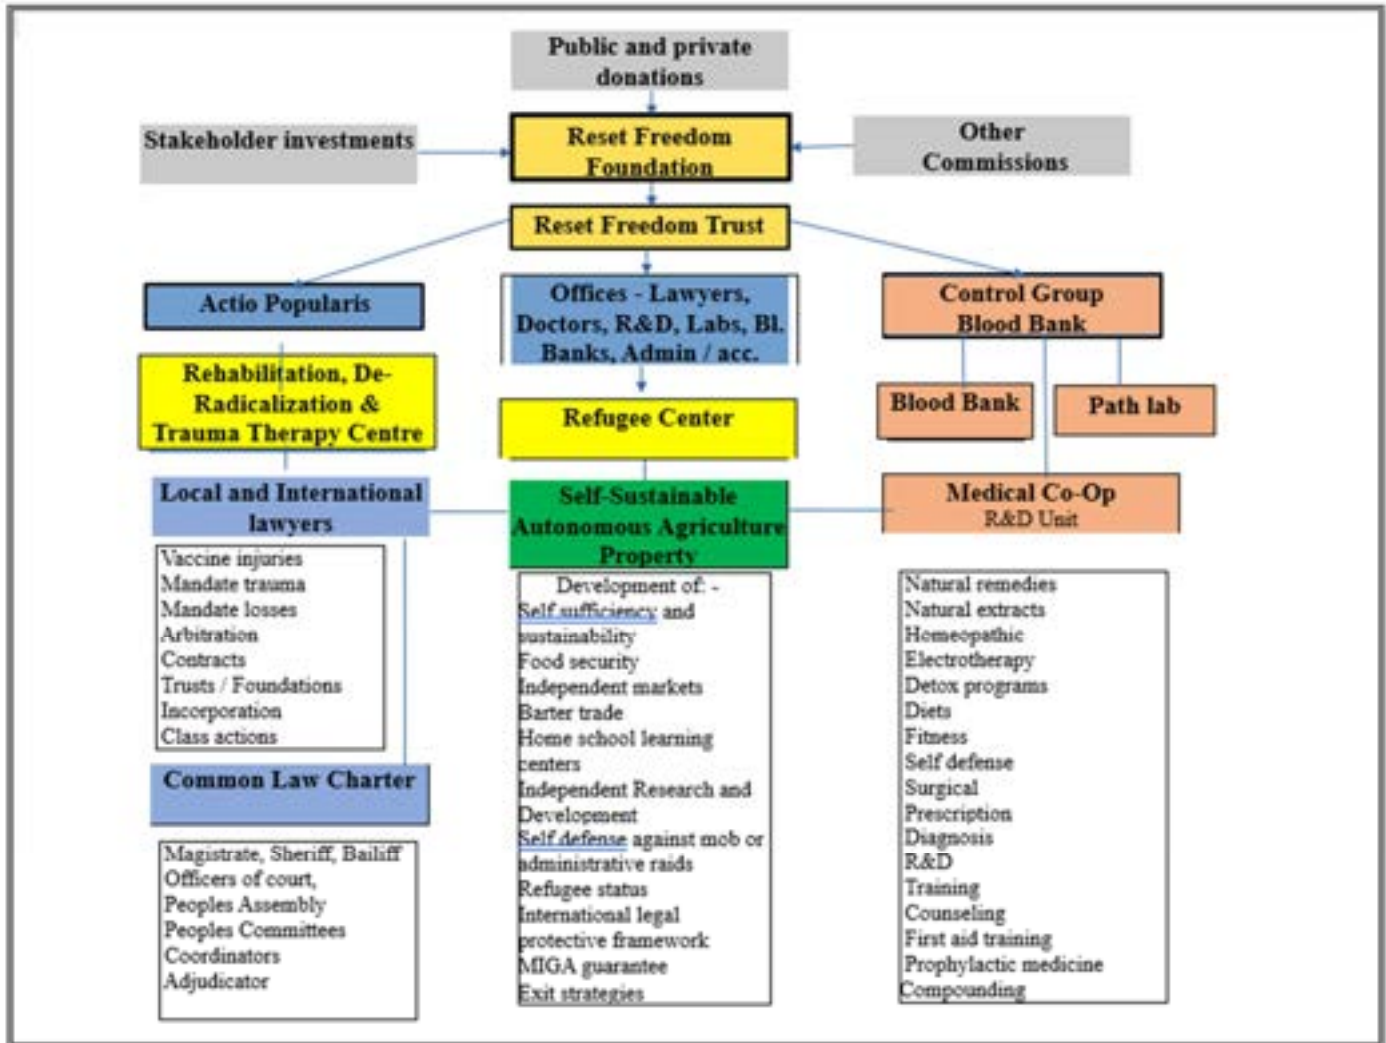 Public and private
donations
Stakeholder investments
Reset Freedom
Foundation
Other
Commissions
Reset Freedom Trust
Actio Popularis
Offices - Lawyers,
Doctors, R&D, Labs, Bl.
Banks, Admin / acc.
Control Group
Blood Bank
Rehabilitation, De-
Radicalization &
Trauma Therapy Centre
Refugee Center
Blood Bank
Path lab
Local and International
lawyers
Self-Sustainable
Autonomous Agriculture
Property
Medical Co-Op
R&D Unit
Vaccine injuries
Mandate trauma
Mandate losses
Arbitration
Contracts
Trusts / Foundations
Incorporation
Class actions
Common Law Charter
Magistrate, Sheriff, Bailiff
Officers of court,
Peoples Assembly
Peoples Committees
Coordinators
Adjudicator
Development of: -
Self sufficiency and
sustainability
Food security
Independent markets
Barter trade
Home school learning
centers
Independent Research and
Development
Self defense against mob or
administrative raids
Refugee status
International legal
protective framework
MIGA guarantee
Exit strategies
Natural remedies
Natural extracts
Homeopathic
Electrotherapy
Detox programs
Diets
Fitness
Self defense
Surgical
Prescription
Diagnosis
R&D
Training
Counseling
First aid training
Prophylactic medicine
Compounding